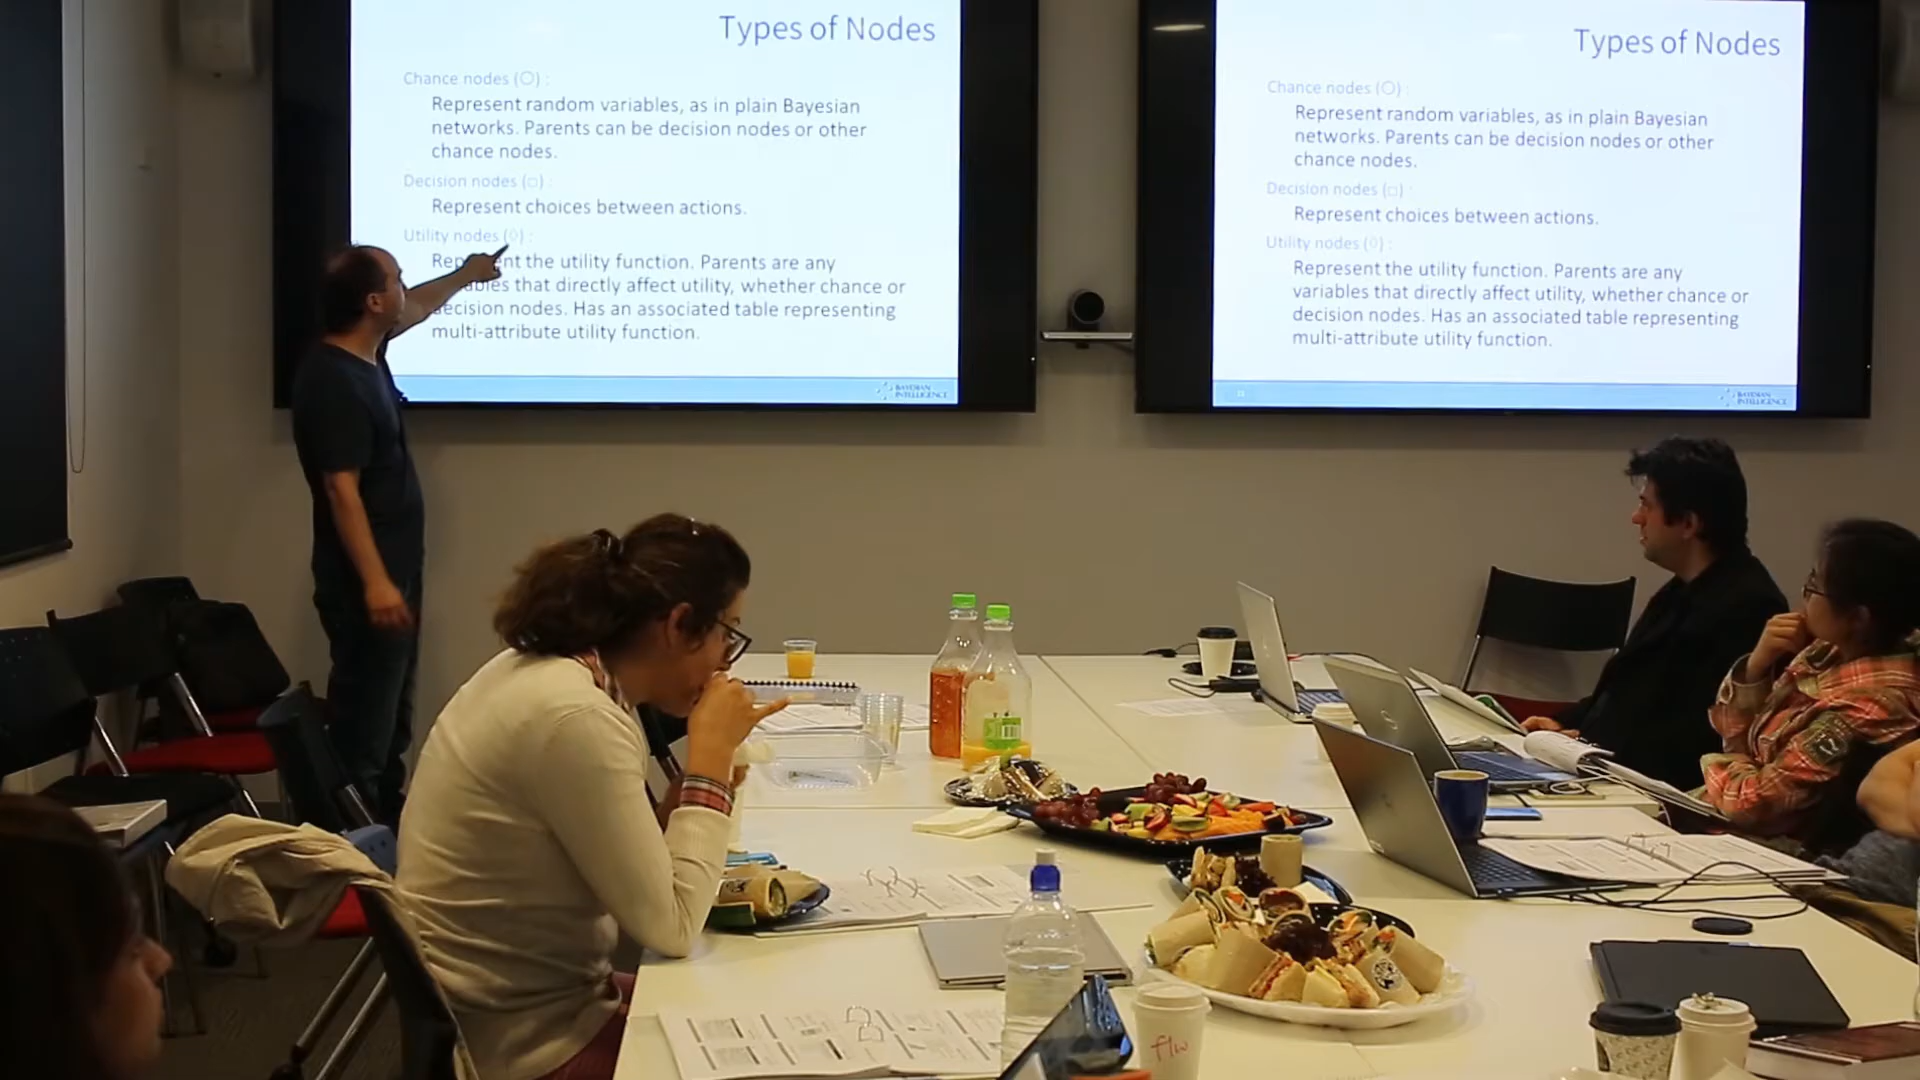 Types of Nodes
Chance nodes (○) :
Represent random variables, as in plain Bayesian
networks. Parents can be decision nodes or other
chance nodes.
Decision nodes (□) :
Represent choices between actions.
Utility nodes (◊) :
Represent the utility function. Parents are any
variables that directly affect utility, whether chance or
decision nodes. Has an associated table representing
multi-attribute utility function.
BAYESIAN
INTELLIGENCE
Types of Nodes
Chance nodes (○) :
Represent random variables, as in plain Bayesian
networks. Parents can be decision nodes or other
chance nodes.
Decision nodes (□) :
Represent choices between actions.
Utility nodes (◊) :
Represent the utility function. Parents are any
variables that directly affect utility, whether chance or
decision nodes. Has an associated table representing
multi-attribute utility function.
BAYESIAN
INTELLIGENCE
flw